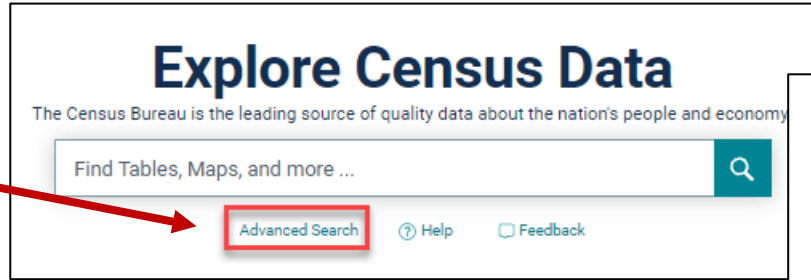 Explore Census Data
The Census Bureau is the leading source of quality data about the nation's people and economy
Find Tables, Maps, and more ...
Advanced Search Help Feedback